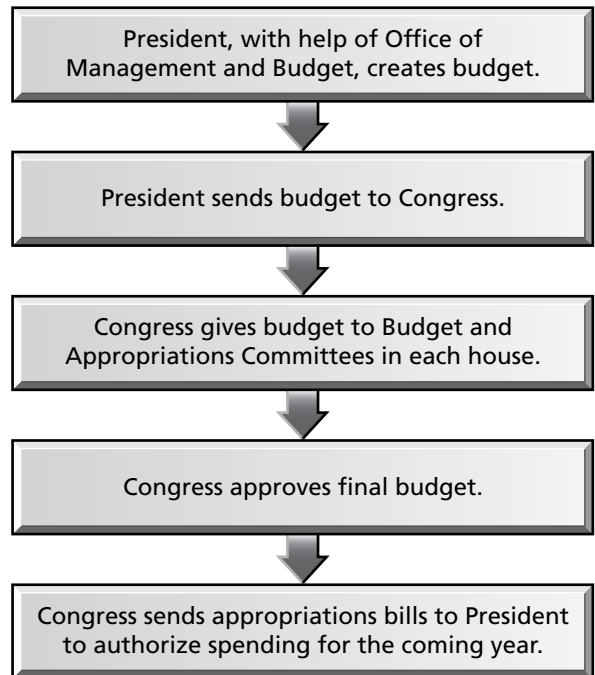 President, with help of Office of
Management and Budget, creates budget.
President sends budget to Congress.
Congress gives budget to Budget and
Appropriations Committees in each house.
Congress approves final budget.
Congress sends appropriations bills to President
to authorize spending for the coming year.